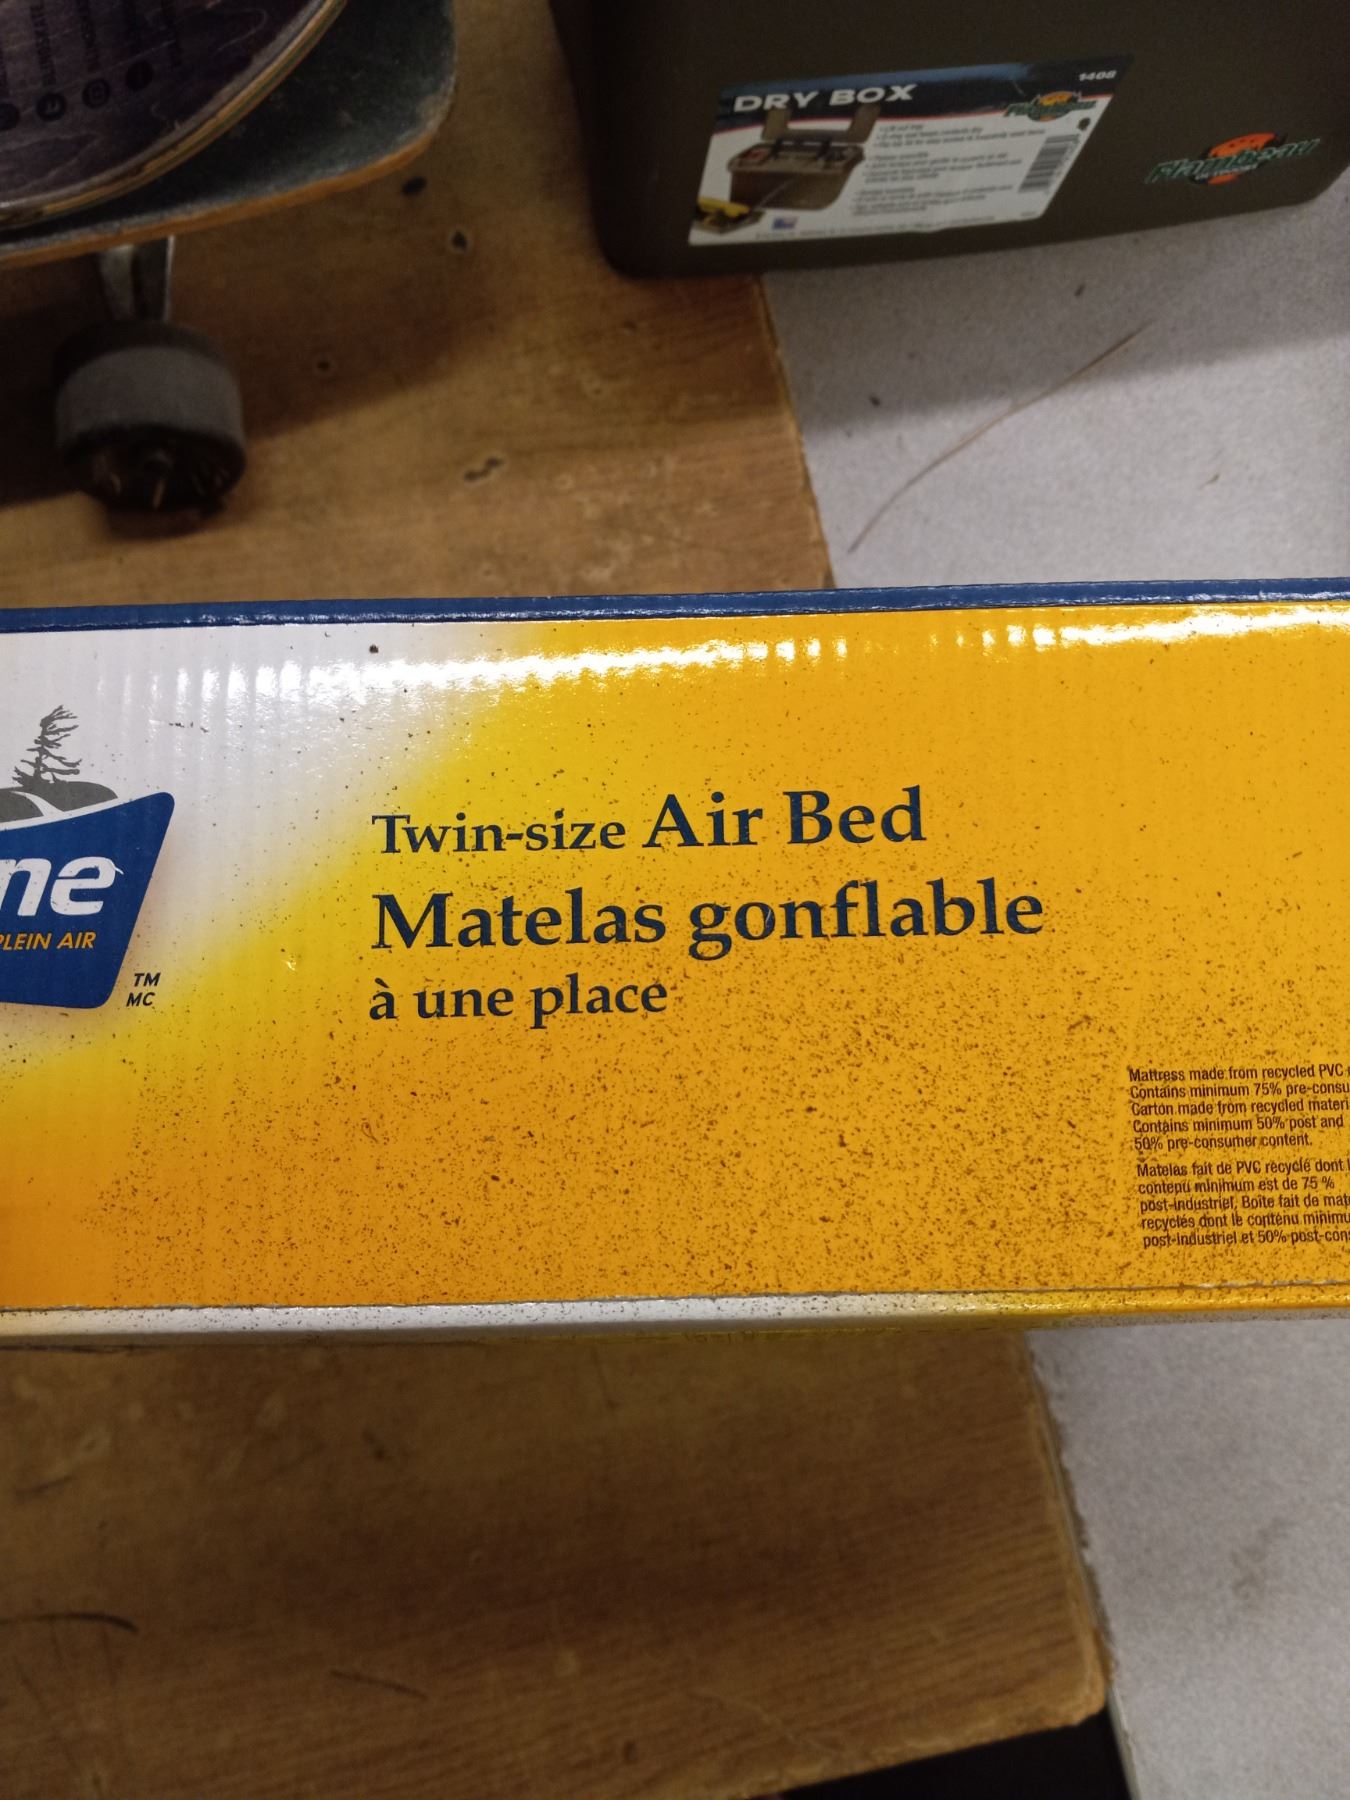 DRY BOX
1408
Flambeau
OUTDOORS
Twin-size Air Bed
Matelas gonflable
à une place
ne
PLEIN AIR
TM
MC
Mattress made from recycled PVC
Contains minimum 75% pre-consu
Carton made from recycled materi
Contains minimum 50% post and
50% pre-consumer content.
Matelas fait de PVC recyclé dont l
contenu minimum est de 75 %
post-industriel, Boîte fait de mat
recyclés dont le contenu minimu
post-industriel et 50% post-cons